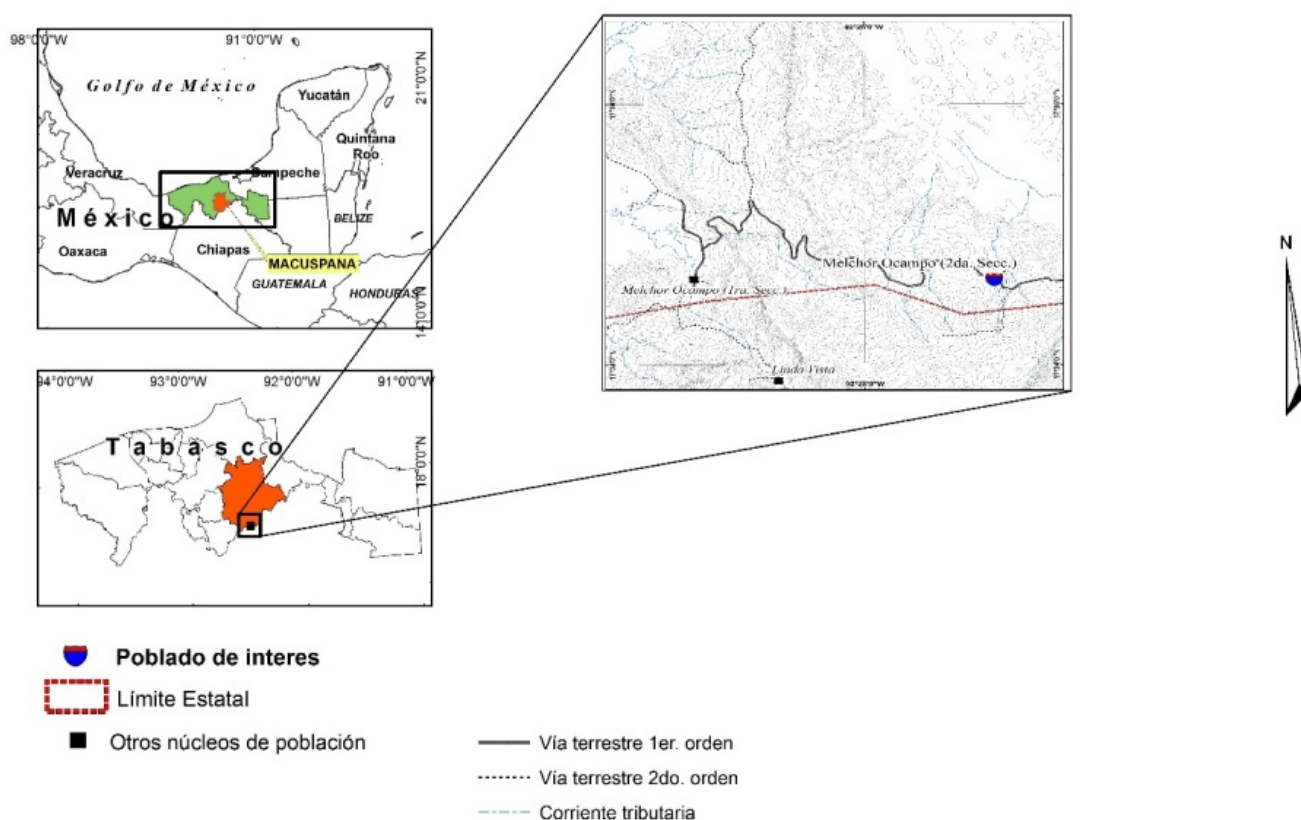 98°0'0"W
91°0'0"W
Golfo de México
21°0'0"N
Yucatán
Quintana
Roo
Veracruz
México
BELIZE
Oaxaca
Chiapas
MACUSPANA
GUATEMALA
HONDURAS
14°0'0"N
Melchor Ocampo (2da. Secc.)
Melchor Ocampo (1ra. Secc.)
Linda Vista
N
94°0'0"W
93°0'0"W
92°0'0"W
91°0'0"W
Tabasco
18°0'0"N
Poblado de interes
Límite Estatal
Otros núcleos de población
Vía terrestre 1er. orden
Vía terrestre 2do. orden
Corriente tributaria